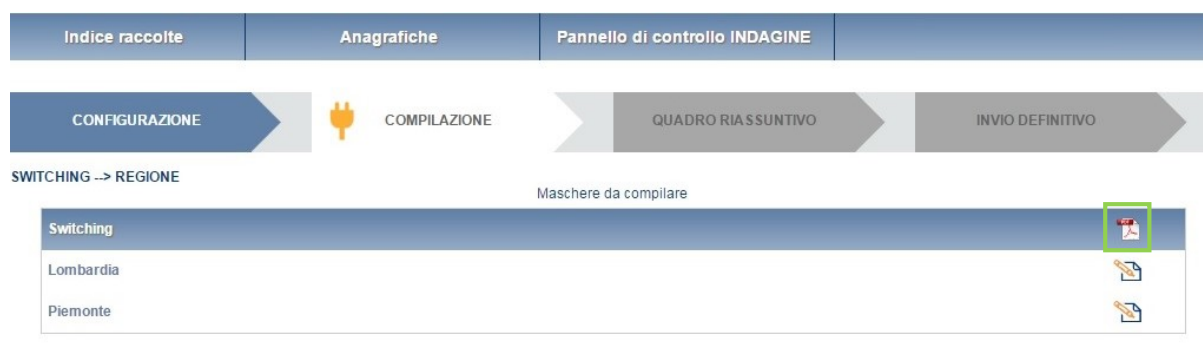 Indice raccolte Anagrafiche Pannello di controllo INDAGINE
CONFIGURAZIONE COMPILAZIONE QUADRO RIASSUNTIVO INVIO DEFINITIVO
SWITCHING --> REGIONE
Maschere da compilare
Switching
Lombardia
Piemonte